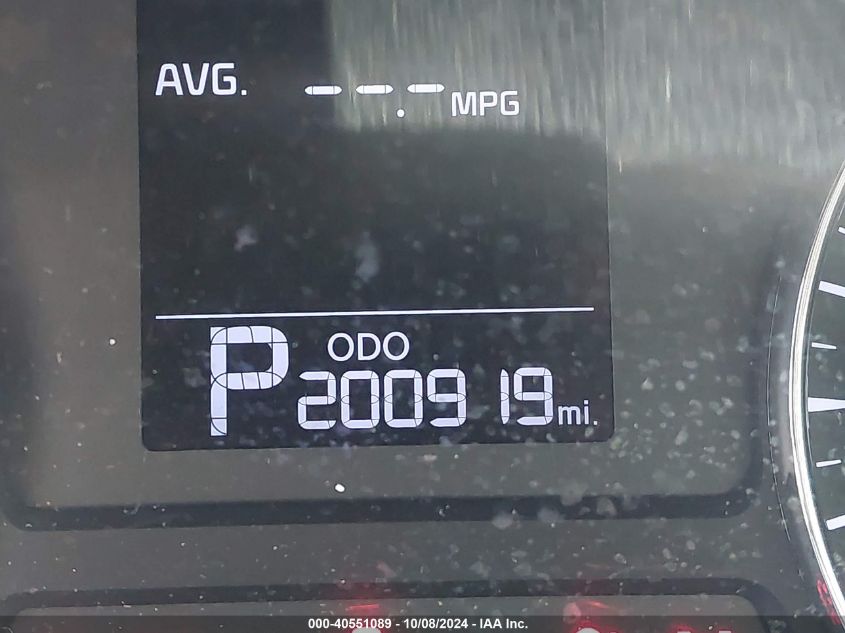 AVG. --.- MPG
ODO
P 200919 mi.
000-40551089 - 10/08/2024 - IAA Inc.